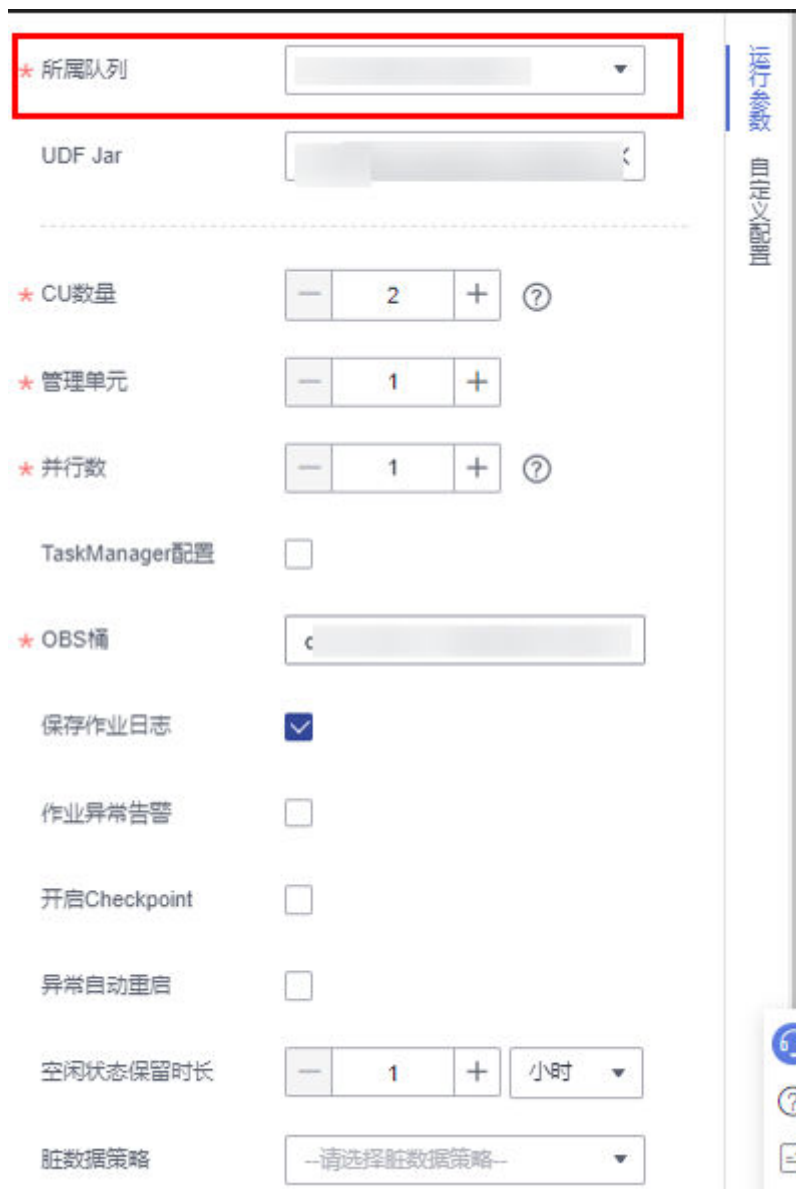 * 所属队列
UDF Jar
* CU数量 — 2 + ?
* 管理单元 — 1 +
* 并行数 — 1 + ?
TaskManager配置
* OBS桶 c
保存作业日志
作业异常告警
开启Checkpoint
异常自动重启
空闲状态保留时长 — 1 + 小时
脏数据策略 --请选择脏数据策略--
运行参数
自定义配置